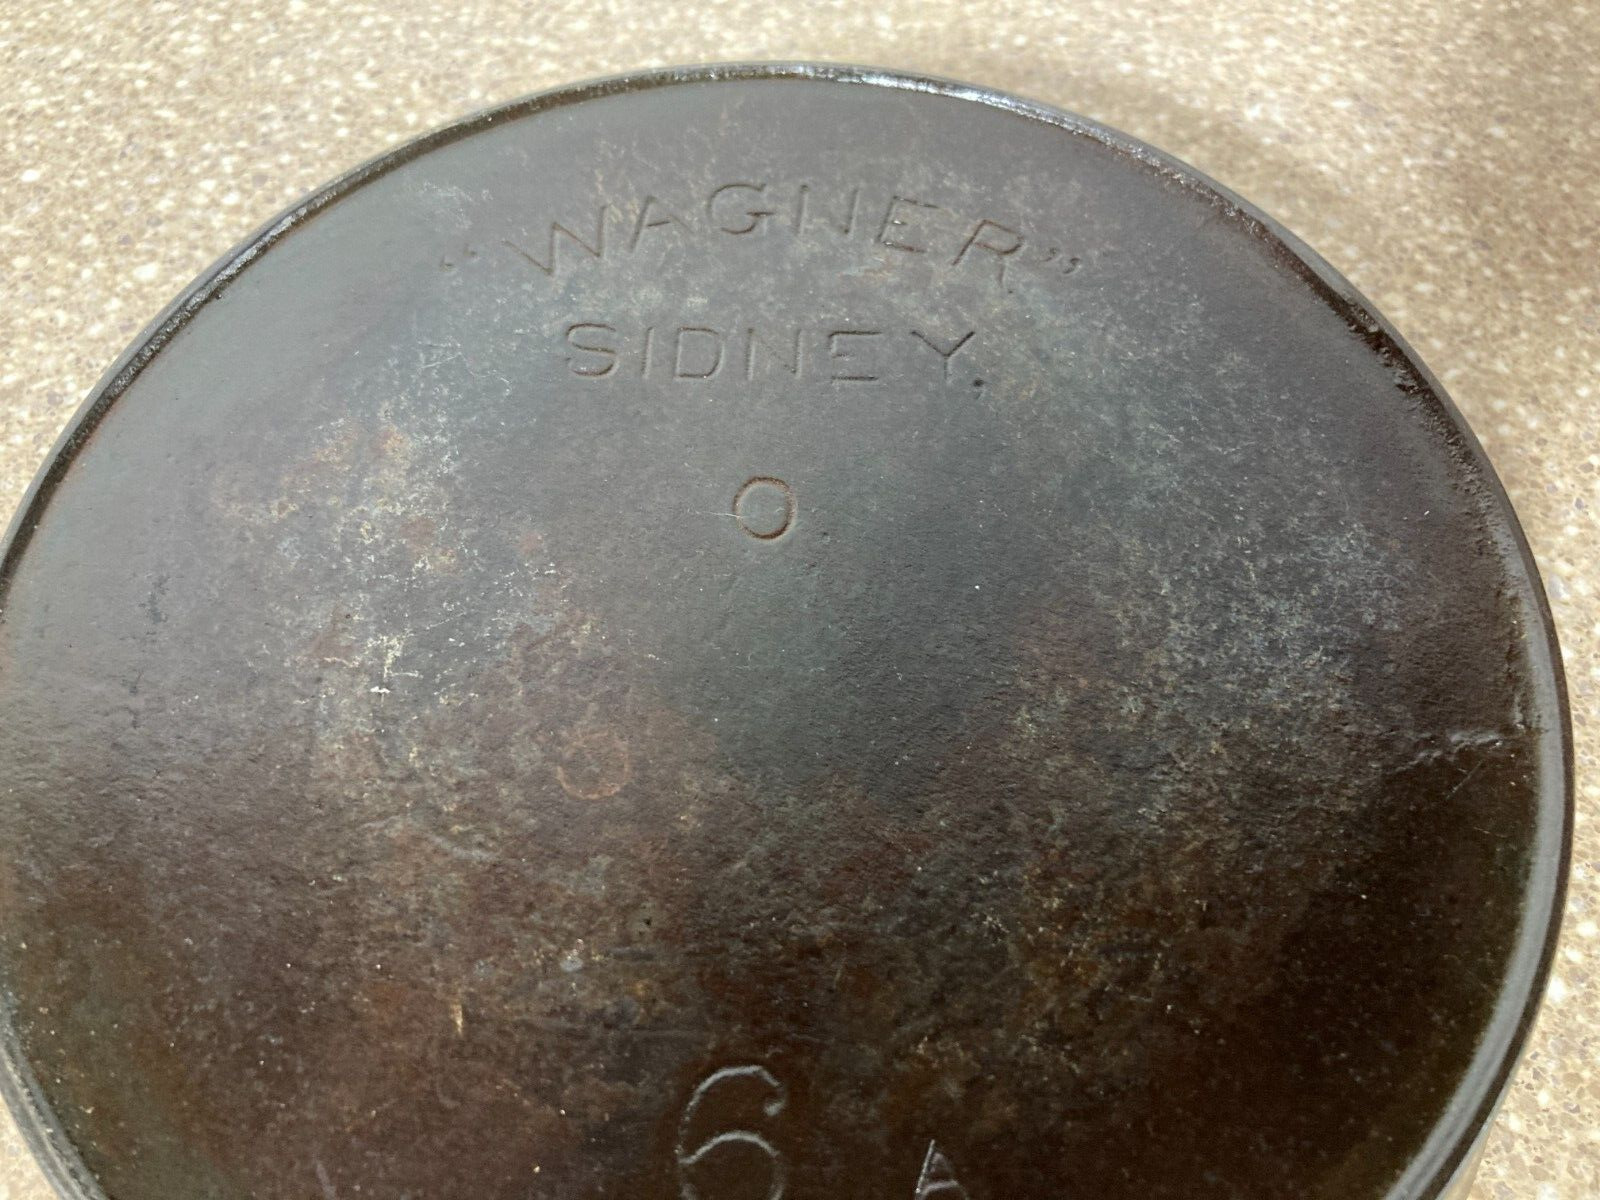 “WAGNER”
SIDNEY,
O
6 A